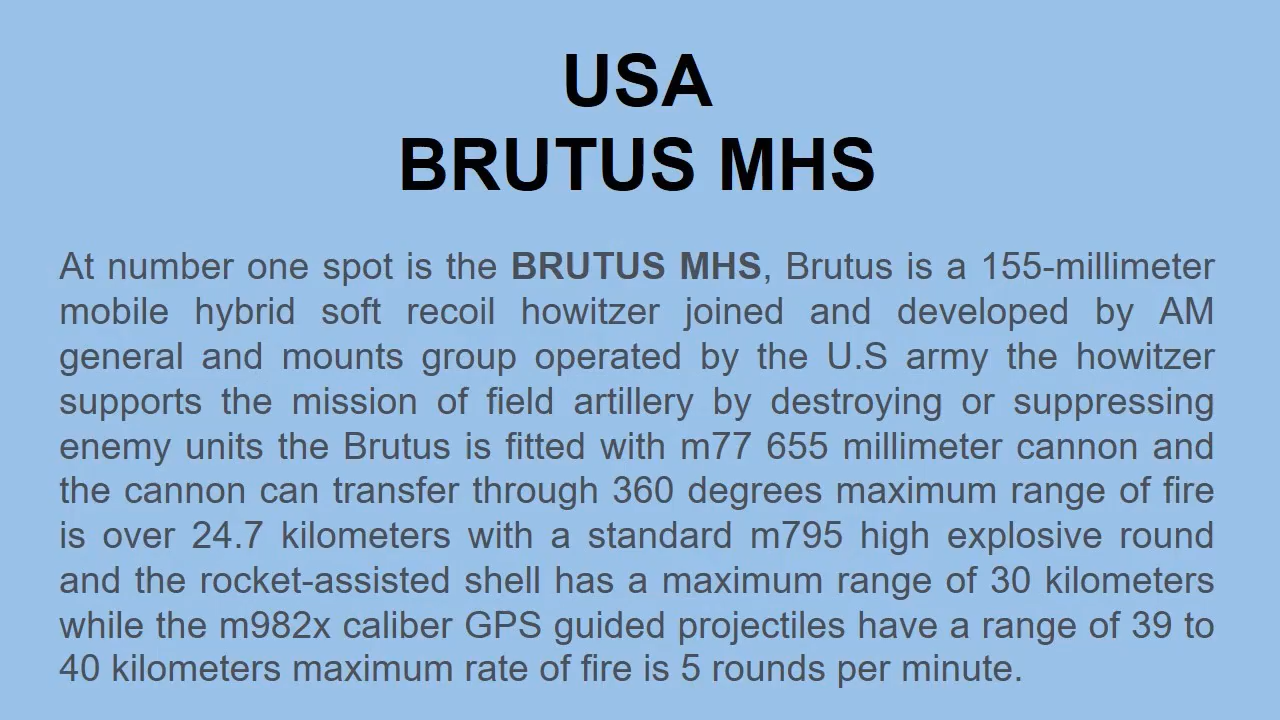 USA
BRUTUS MHS
At number one spot is the BRUTUS MHS, Brutus is a 155-millimeter
mobile hybrid soft recoil howitzer joined and developed by AM
general and mounts group operated by the U.S army the howitzer
supports the mission of field artillery by destroying or suppressing
enemy units the Brutus is fitted with m77 655 millimeter cannon and
the cannon can transfer through 360 degrees maximum range of fire
is over 24.7 kilometers with a standard m795 high explosive round
and the rocket-assisted shell has a maximum range of 30 kilometers
while the m982x caliber GPS guided projectiles have a range of 39 to
40 kilometers maximum rate of fire is 5 rounds per minute.